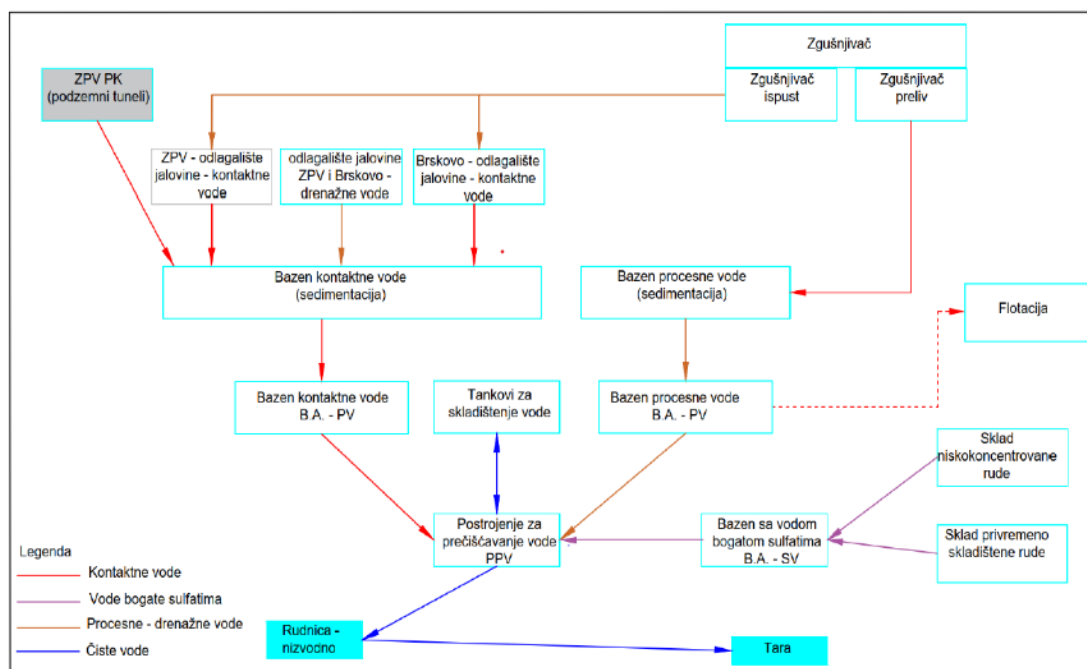 Zgušnjivač
ZPV PK
(podzemni tuneli)
Zgušnjivač
ispust
Zgušnjivač
preliv
ZPV - odlagalište
jalovine - kontaktne
vode
odlagalište jalovine
ZPV i Brskovo -
drenažne vode
Brskovo - odlagalište
jalovine - kontaktne
vode
Bazen kontaktne vode
(sedimentacija)
Bazen procesne vode
(sedimentacija)
Flotacija
Bazen kontaktne vode
B.A. - PV
Tankovi za
skladištenje vode
Bazen procesne vode
B.A. - PV
Sklad
niskokoncentrovane
rude
Postrojenje za
prečišćavanje vode
PPV
Bazen sa vodom
bogatom sulfatima
B.A. - SV
Sklad privremeno
skladištene rude
Legenda
Kontaktne vode
Vode bogate sulfatima
Procesne - drenažne vode
Čiste vode
Rudnica -
nizvodno
Tara